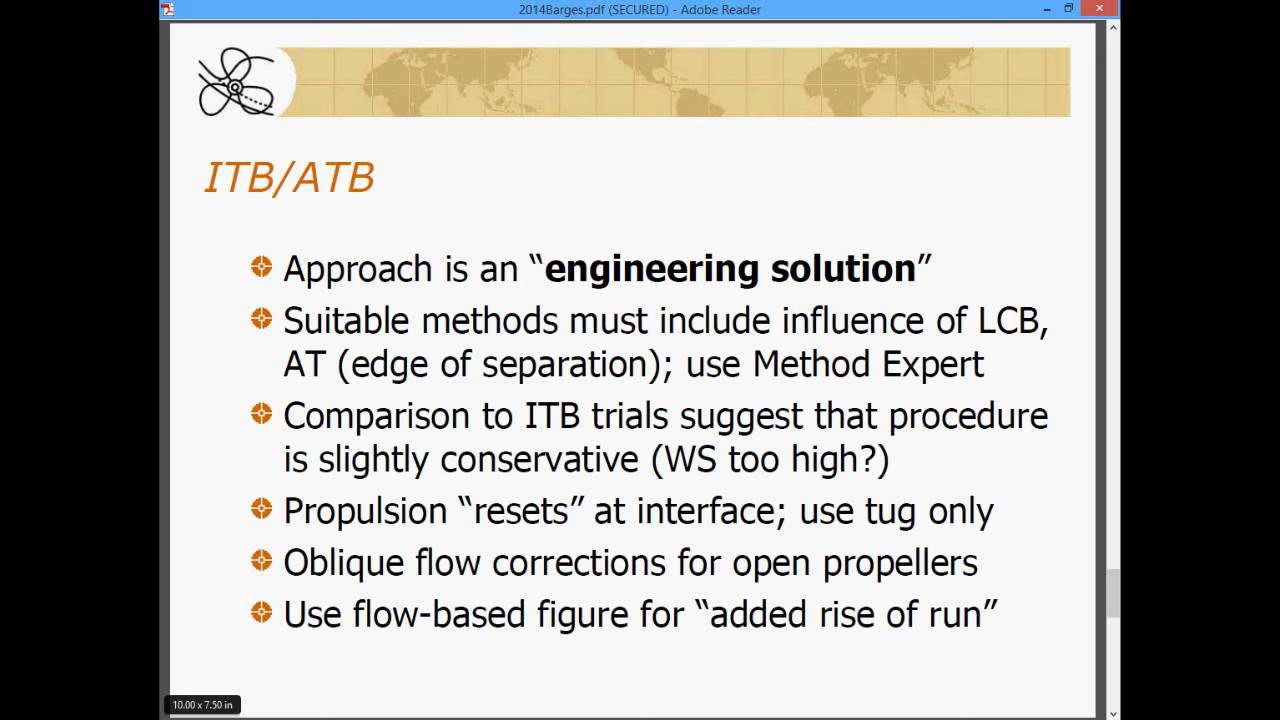 2014Barges.pdf (SECURED) - Adobe Reader
ITB/ATB
Approach is an “engineering solution”
Suitable methods must include influence of LCB,
AT (edge of separation); use Method Expert
Comparison to ITB trials suggest that procedure
is slightly conservative (WS too high?)
Propulsion “resets” at interface; use tug only
Oblique flow corrections for open propellers
Use flow-based figure for “added rise of run”
10.00 x 7.50 in